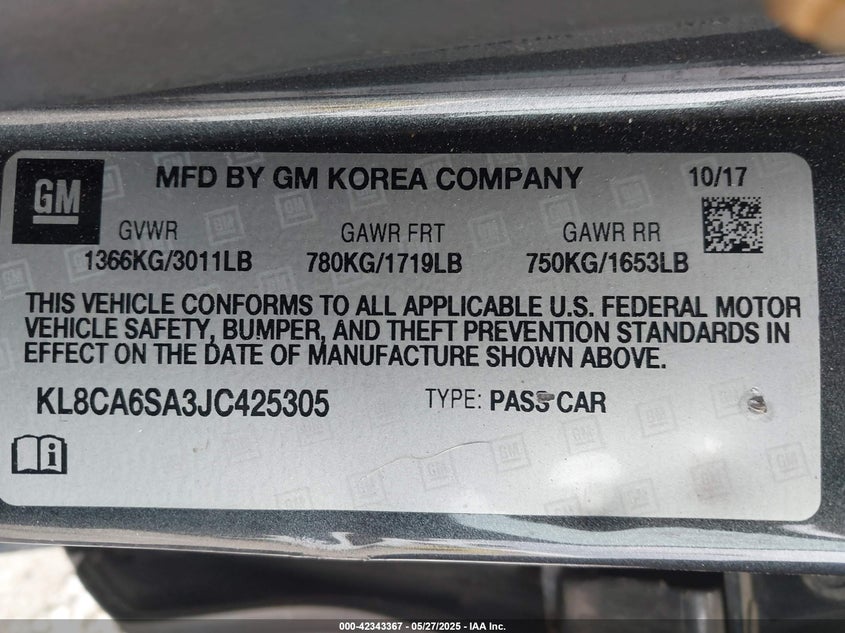 GM
MFD BY GM KOREA COMPANY
10/17
GVWR
GAWR FRT
GAWR RR
1366KG/3011LB
780KG/1719LB
750KG/1653LB
THIS VEHICLE CONFORMS TO ALL APPLICABLE U.S. FEDERAL MOTOR
VEHICLE SAFETY, BUMPER, AND THEFT PREVENTION STANDARDS IN
EFFECT ON THE DATE OF MANUFACTURE SHOWN ABOVE.
KL8CA6SA3JC425305
TYPE: PASS CAR
000-42343367 - 05/27/2025 - IAA Inc.